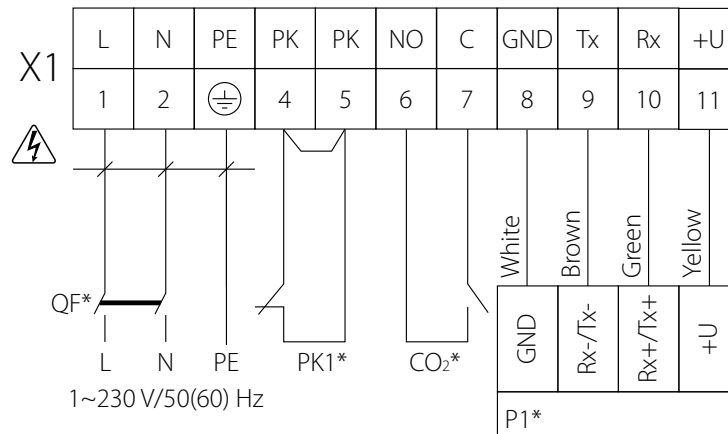 X1
L N PE PK PK NO C GND Tx Rx +U
1 2 4 5 6 7 8 9 10 11
White Brown Green Yellow
QF*
GND Rx-/Tx- Rx+/Tx+ +U
L N PE PK1* CO₂*
1~230 V/50(60) Hz
P1*